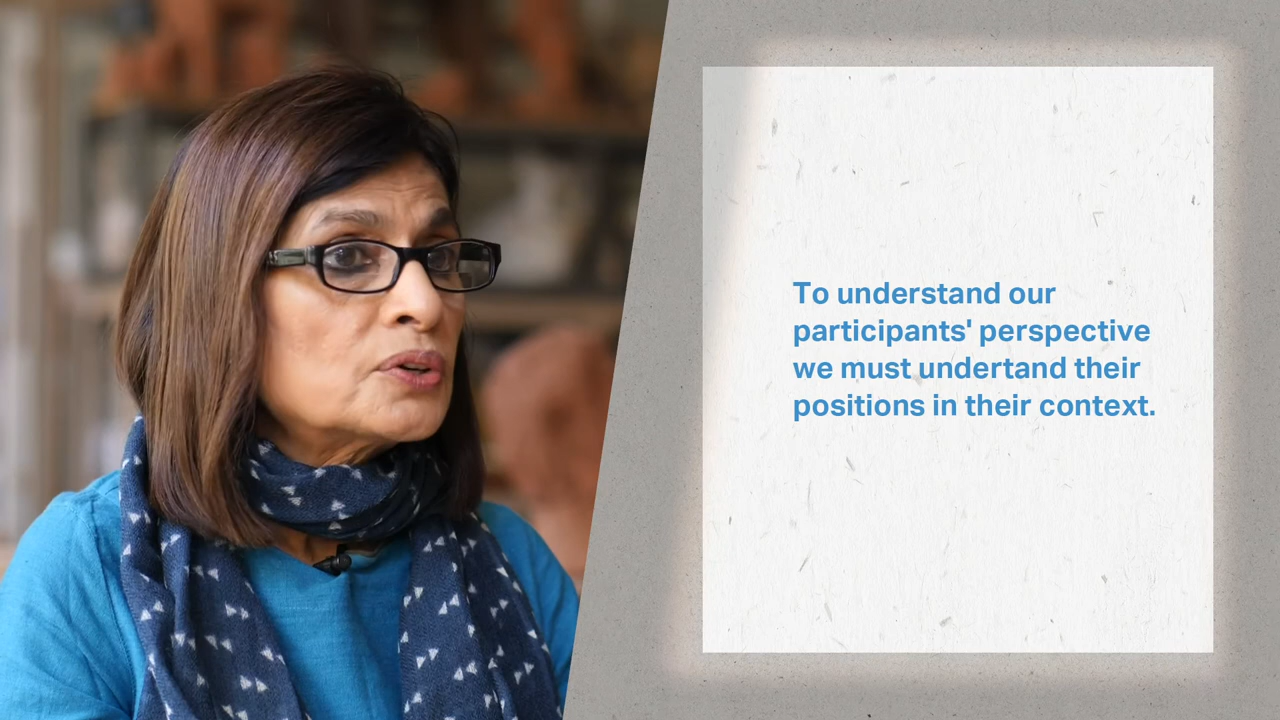 To understand our
participants' perspective
we must undertand their
positions in their context.